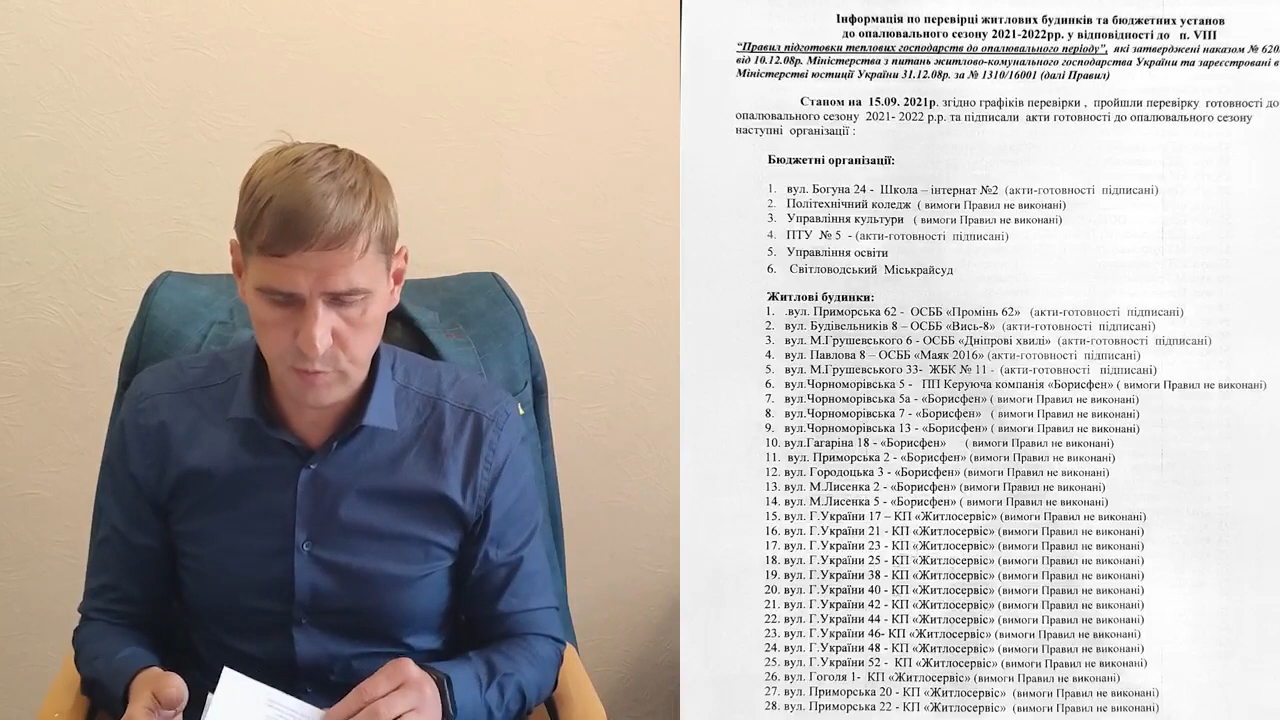 Інформація по перевірці житлових будинків та бюджетних установ
до опалювального сезону 2021-2022рр. у відповідності до п. VIII
"Правил підготовки теплових господарств до опалювального періоду", які затверджені наказом № 620
від 10.12.08р. Міністерства з питань житлово-комунального господарства України та зареєстровані в
Міністерстві юстиції України 31.12.08р. за № 1310/16001 (далі Правил)
Станом на 15.09. 2021р. згідно графіків перевірки , пройшли перевірку готовності до
опалювального сезону 2021- 2022 р.р. та підписали акти готовності до опалювального сезону
наступні організації :
Бюджетні організації:
1. вул. Богуна 24 - Школа – інтернат №2 (акти-готовності підписані)
2. Політехнічний коледж ( вимоги Правил не виконані)
3. Управління культури ( вимоги Правил не виконані)
4. ПТУ № 5 - (акти-готовності підписані)
5. Управління освіти
6. Світловодський Міськрайсуд
Житлові будинки:
1. .вул. Приморська 62 - ОСББ «Промінь 62» (акти-готовності підписані)
2. вул. Будівельників 8 – ОСББ «Вись-8» (акти-готовності підписані)
3. вул. М.Грушевського 6 - ОСББ «Дніпрові хвилі» (акти-готовності підписані)
4. вул. Павлова 8 – ОСББ «Маяк 2016» (акти-готовності підписані)
5. вул. М.Грушевського 33- ЖБК № 11 - (акти-готовності підписані)
6. вул.Чорноморівська 5 - ПП Керуюча компанія «Борисфен» ( вимоги Правил не виконані)
7. вул.Чорноморівська 5а - «Борисфен» ( вимоги Правил не виконані)
8. вул.Чорноморівська 7 - «Борисфен» ( вимоги Правил не виконані)
9. вул.Чорноморівська 13 - «Борисфен» ( вимоги Правил не виконані)
10. вул.Гагаріна 18 - «Борисфен» ( вимоги Правил не виконані)
11. вул. Приморська 2 - «Борисфен» (вимоги Правил не виконані)
12. вул. Городоцька 3 - «Борисфен» (вимоги Правил не виконані)
13. вул. М.Лисенка 2 - «Борисфен» (вимоги Правил не виконані)
14. вул. М.Лисенка 5 - «Борисфен» ( вимоги Правил не виконані)
15. вул. Г.України 17 – КП «Житлосервіс» (вимоги Правил не виконані)
16. вул. Г.України 21 - КП «Житлосервіс» (вимоги Правил не виконані)
17. вул. Г.України 23 - КП «Житлосервіс» (вимоги Правил не виконані)
18. вул. Г.України 25 - КП «Житлосервіс» (вимоги Правил не виконані)
19. вул. Г.України 38 - КП «Житлосервіс» (вимоги Правил не виконані)
20. вул. Г.України 40 - КП «Житлосервіс» (вимоги Правил не виконані)
21. вул. Г.України 42 - КП «Житлосервіс» (вимоги Правил не виконані)
22. вул. Г.України 44 - КП «Житлосервіс» (вимоги Правил не виконані)
23. вул. Г.України 46- КП «Житлосервіс» (вимоги Правил не виконані)
24. вул. Г.України 48 - КП «Житлосервіс» (вимоги Правил не виконані)
25. вул. Г.України 52 - КП «Житлосервіс» (вимоги Правил не виконані)
26. вул. Гоголя 1- КП «Житлосервіс» (вимоги Правил не виконані)
27. вул. Приморська 20 - КП «Житлосервіс» (вимоги Правил не виконані)
28. вул. Приморська 22 - КП «Житлосервіс» (вимоги Правил не виконані)